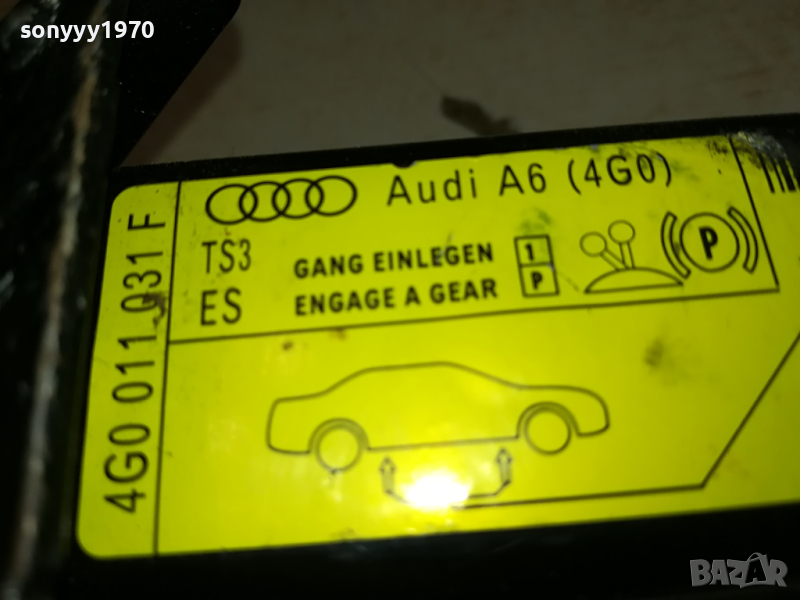 sonyyy1970
Audi A6 (4G0)
4G0 011 031 F
TS3
ES
GANG EINLEGEN
ENGAGE A GEAR
1
P
P
BAZAR